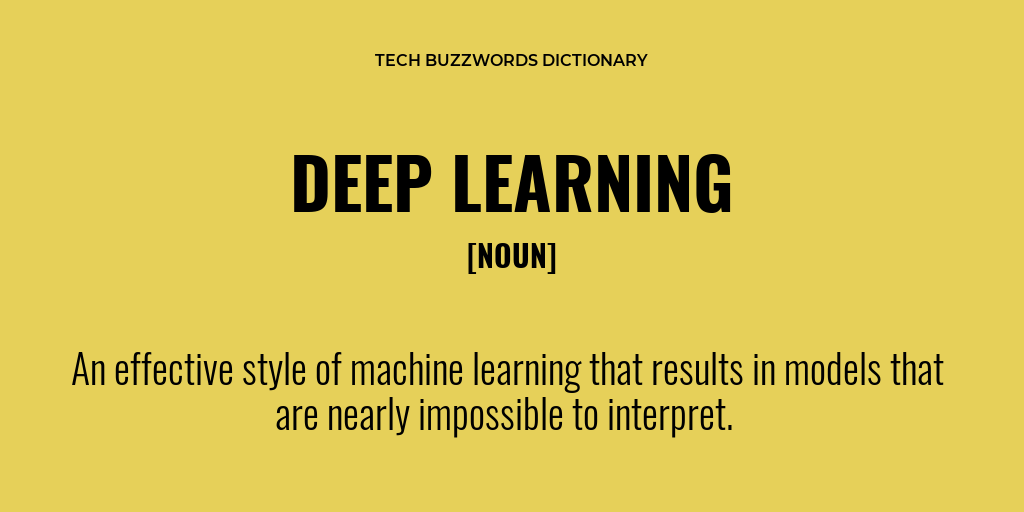 TECH BUZZWORDS DICTIONARY
DEEP LEARNING
[NOUN]
An effective style of machine learning that results in models that
are nearly impossible to interpret.